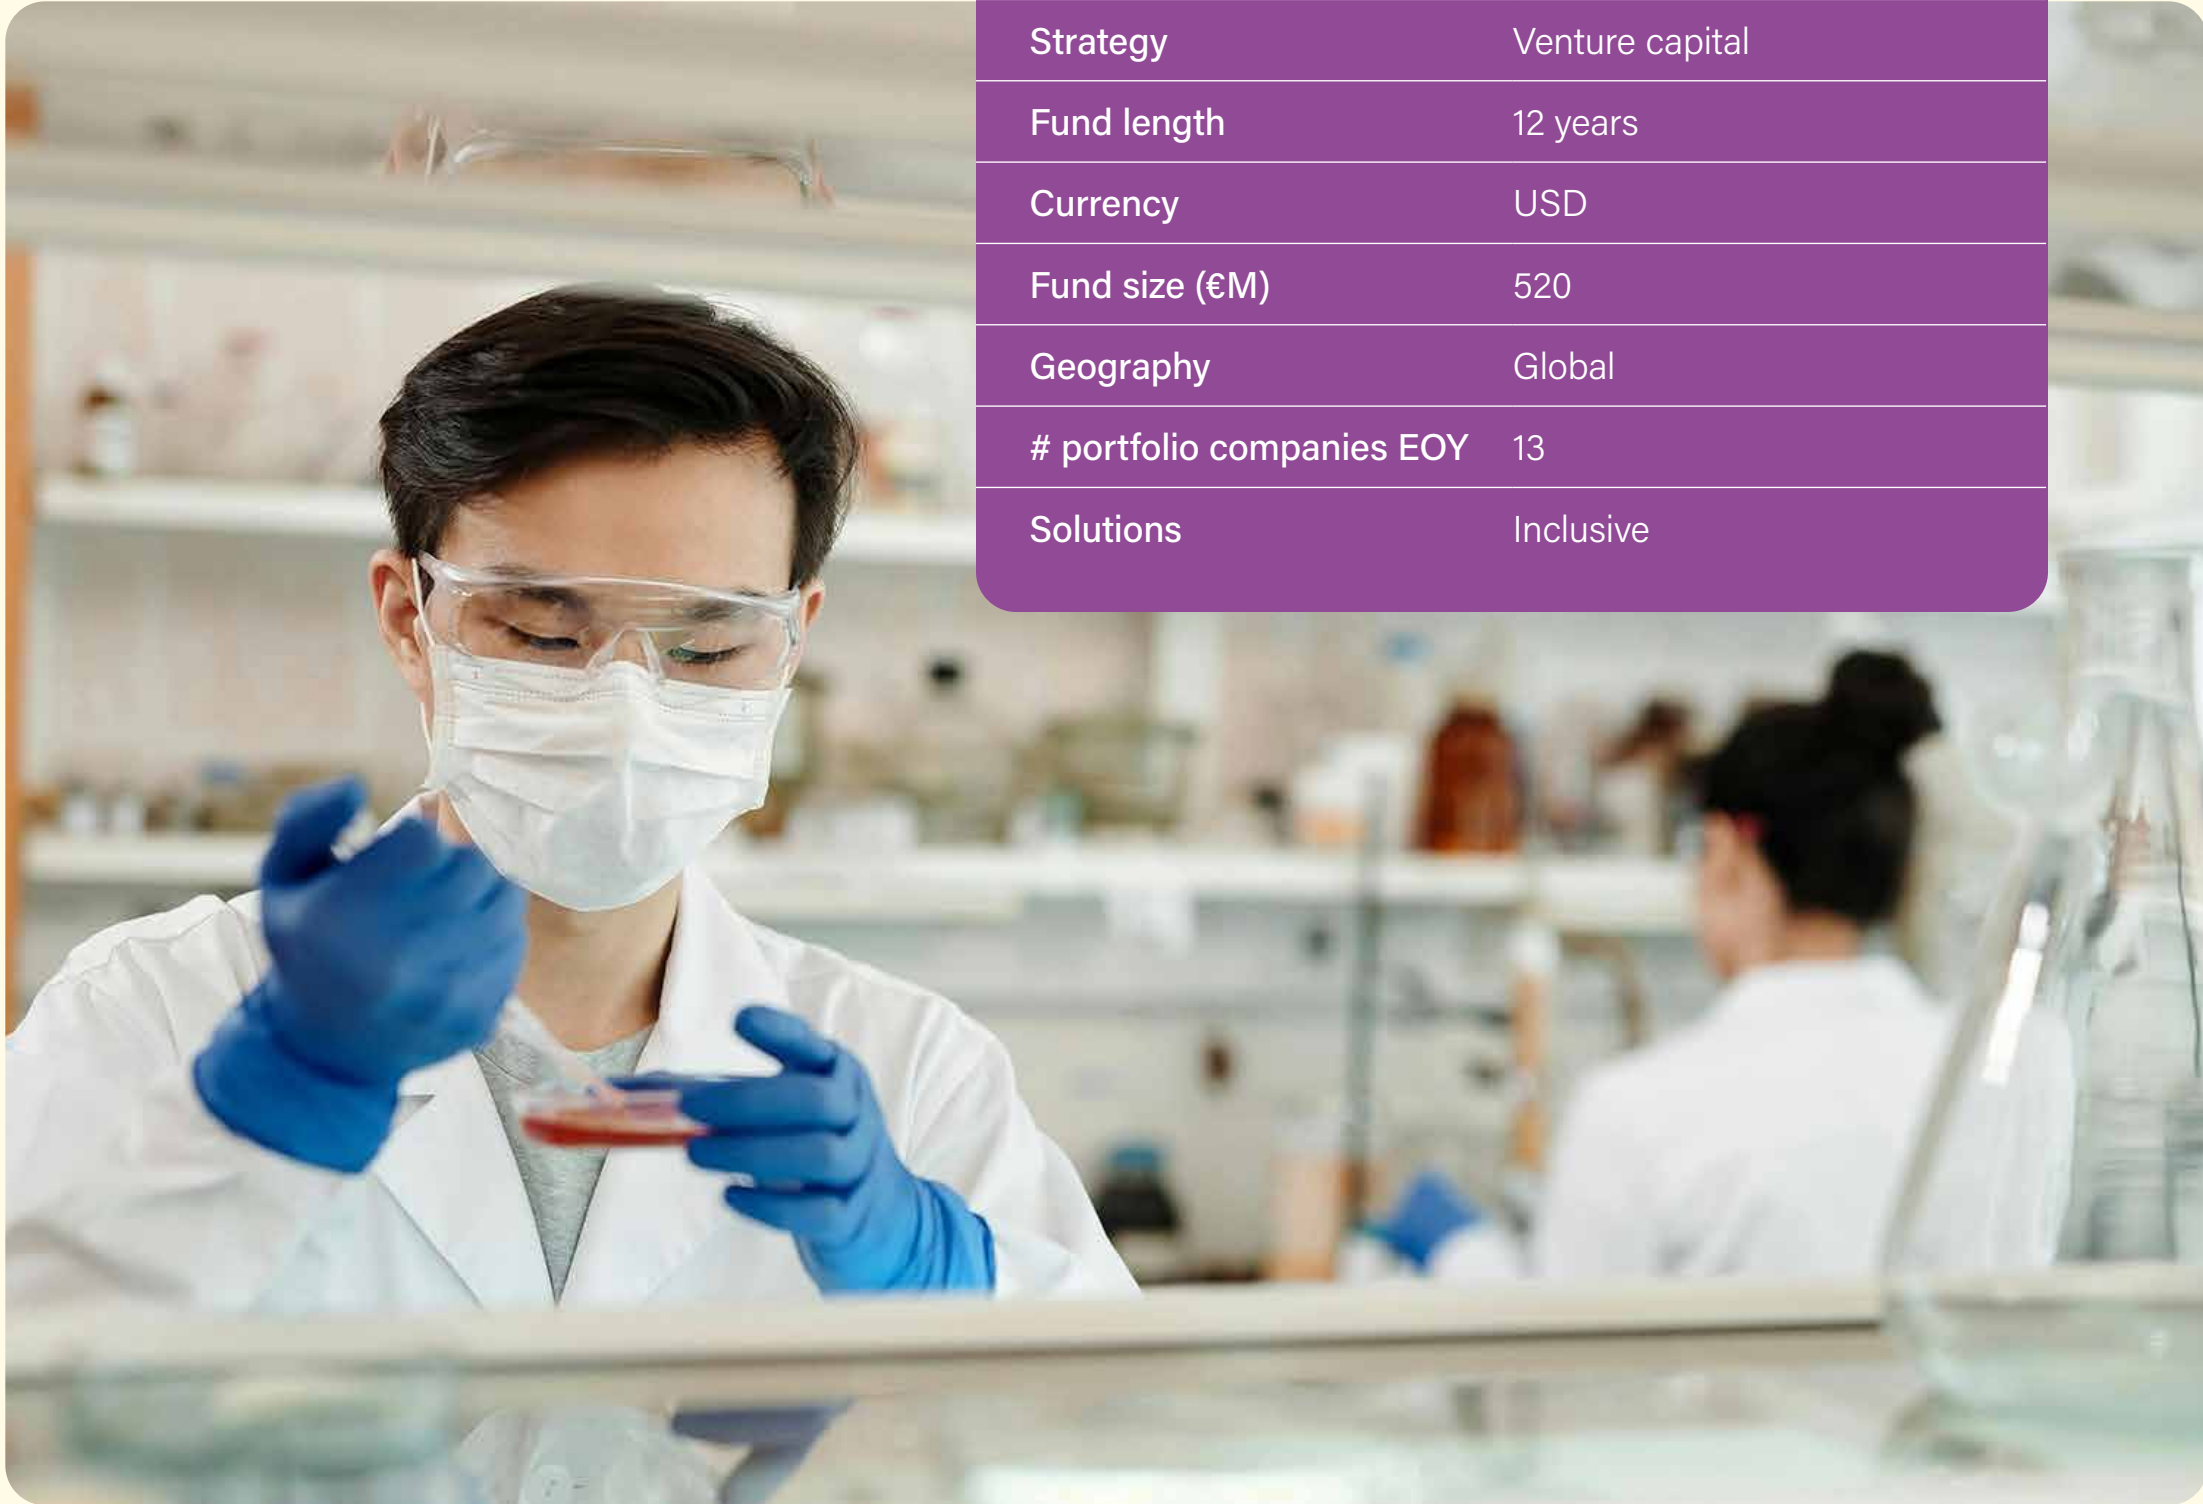 Strategy Venture capital
Fund length 12 years
Currency USD
Fund size (€M) 520
Geography Global
# portfolio companies EOY 13
Solutions Inclusive